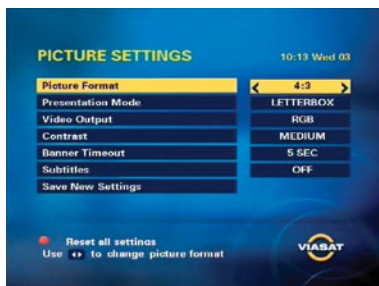 PICTURE SETTINGS 10:13 Wed 03
Picture Format 4:3
Presentation Mode LETTERBOX
Video Output RGB
Contrast MEDIUM
Banner Timeout 5 SEC
Subtitles OFF
Save New Settings
Reset all settings
Use to change picture format
VIASAT